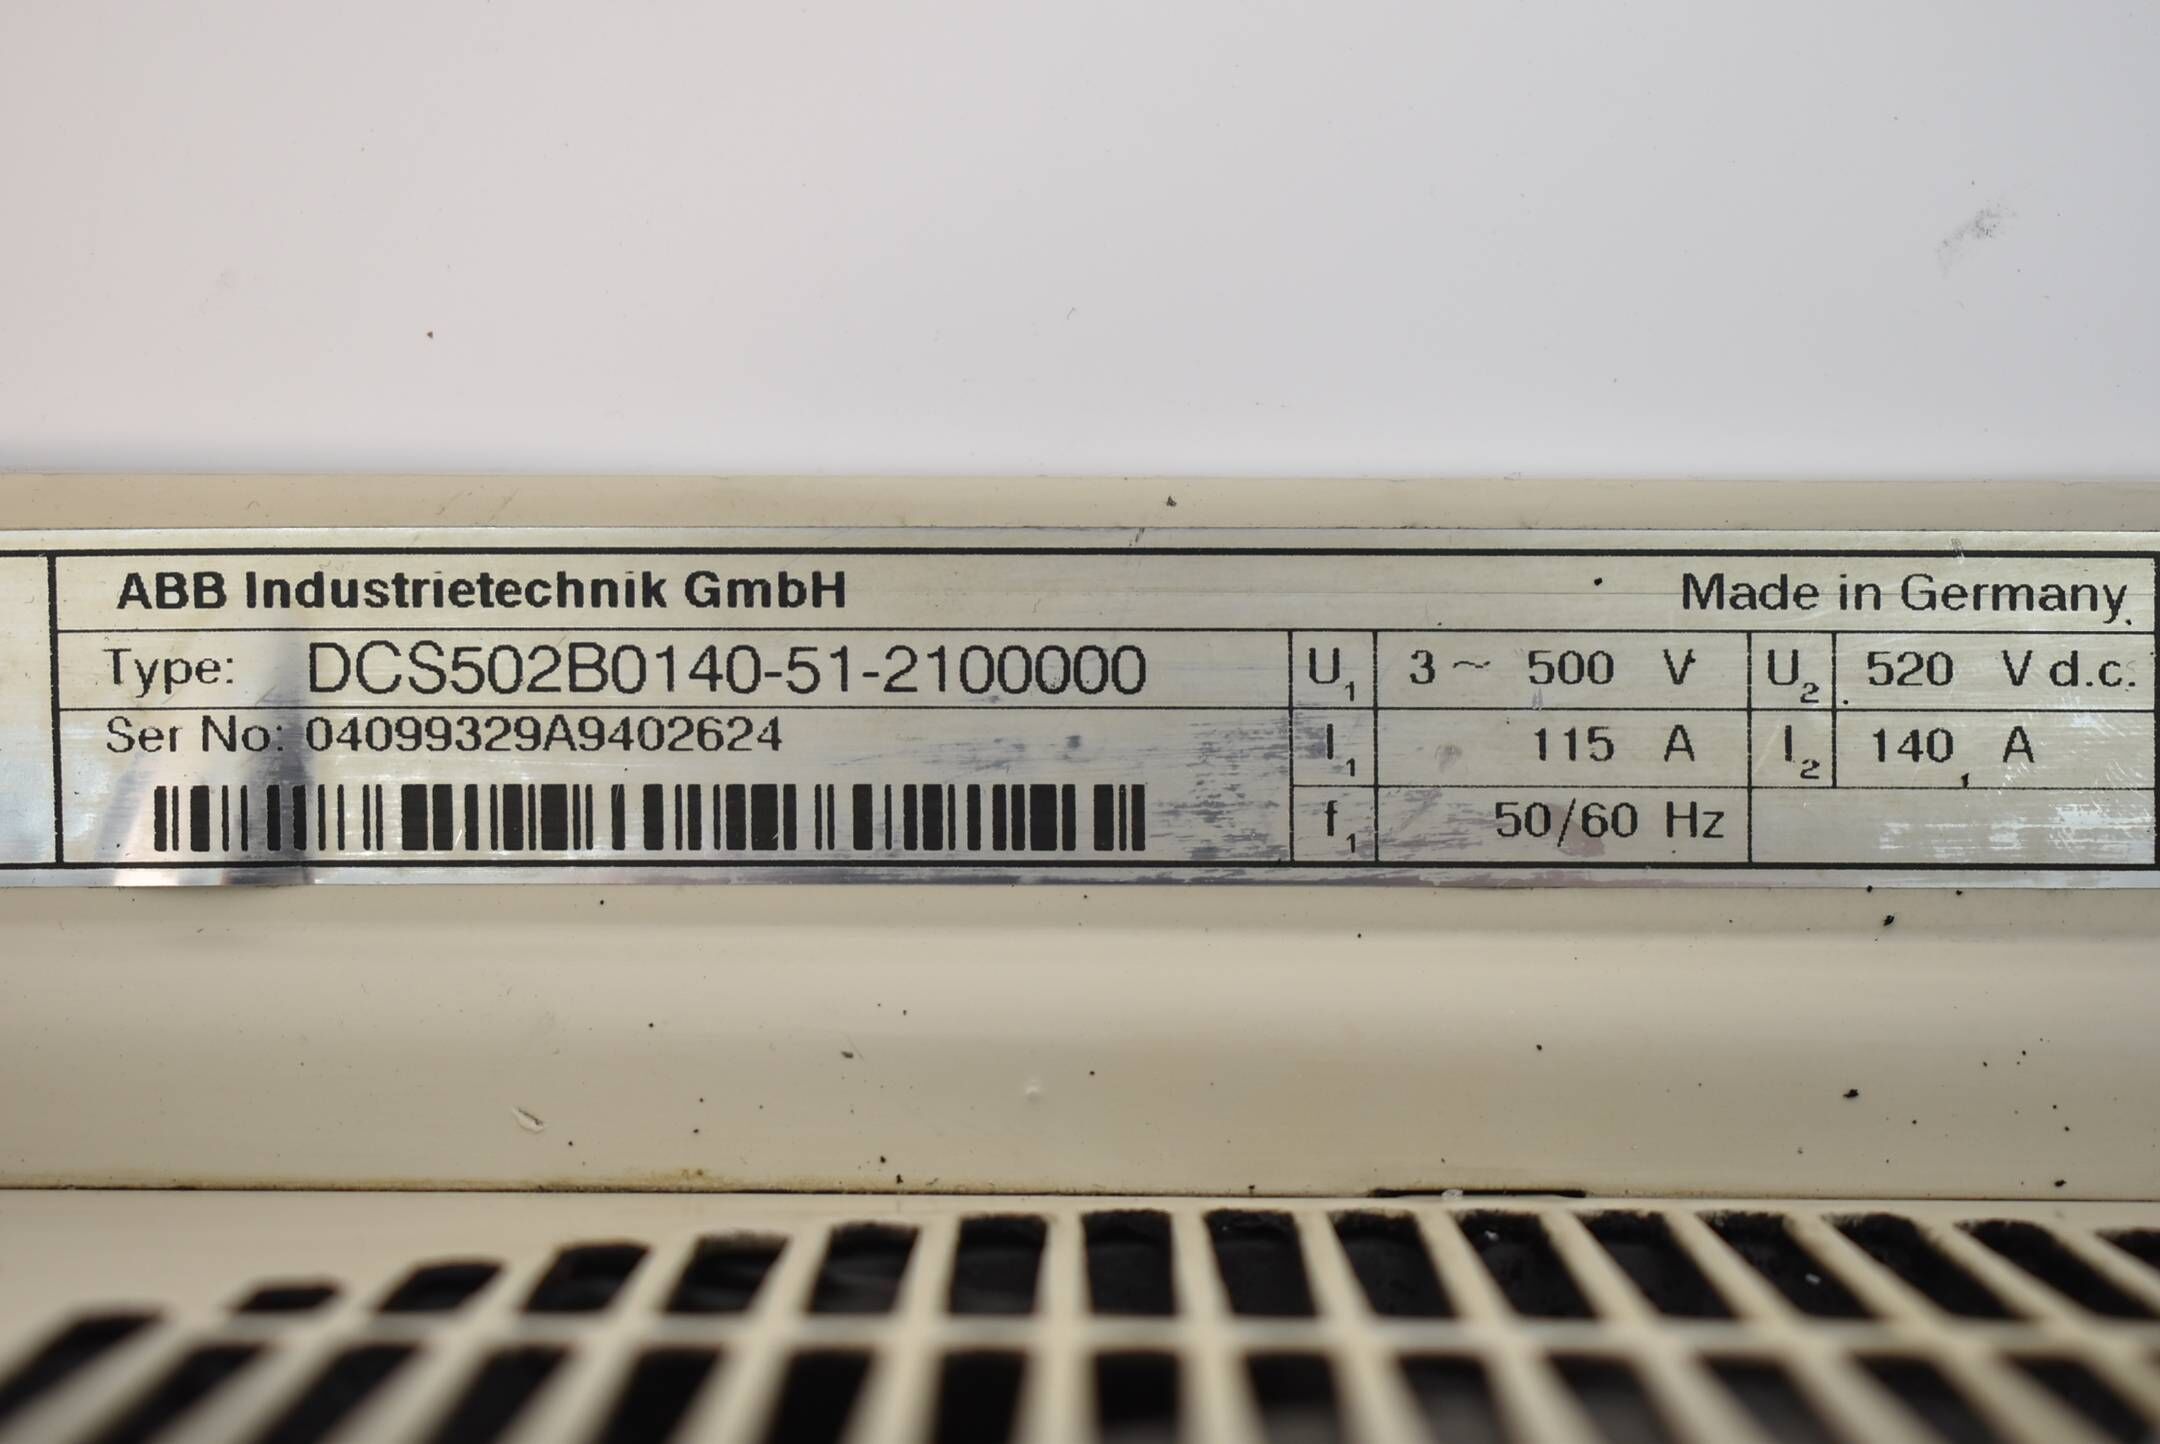 ABB Industrietechnik GmbH Made in Germany
Type: DCS502B0140-51-2100000 U1 3 ~ 500 V U2 520 V d.c.
Ser No: 04099329A9402624 I1 115 A I2 140 A
f1 50/60 Hz